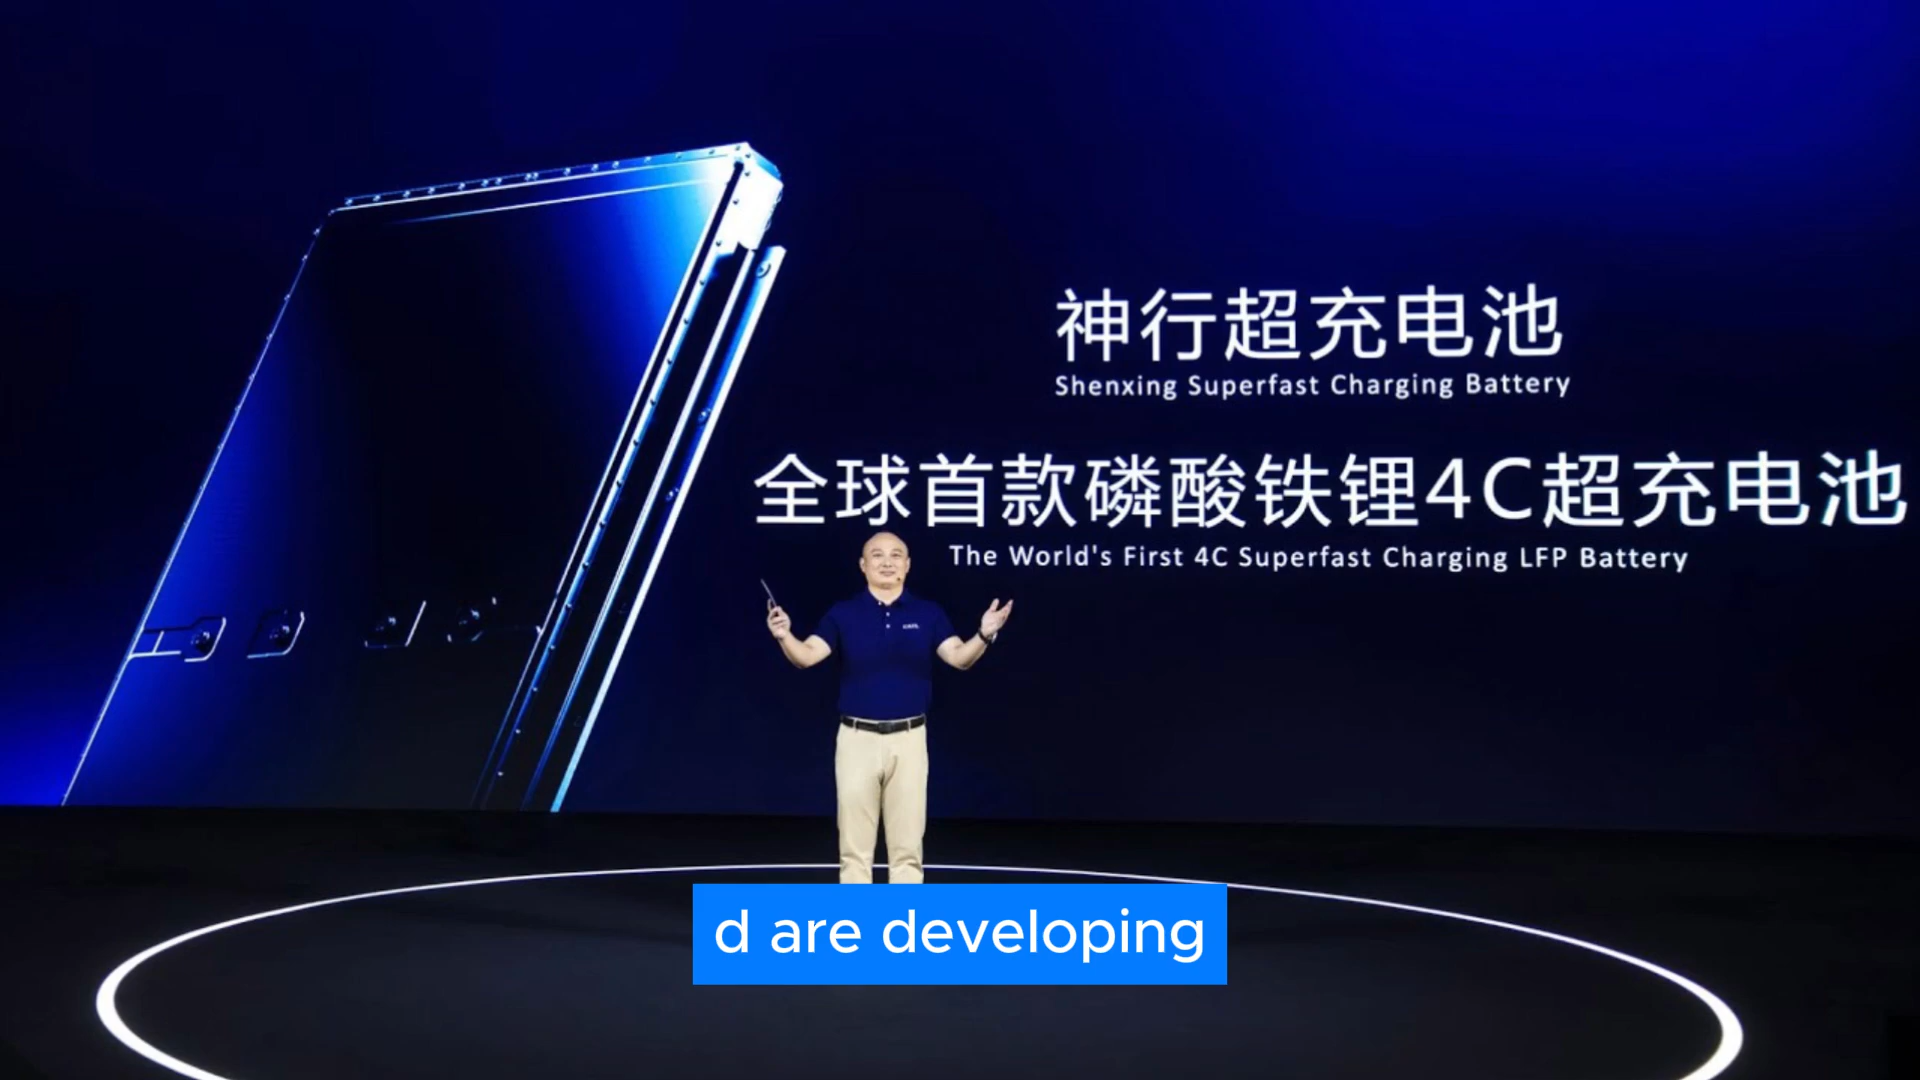 神行超充电池
Shenxing Superfast Charging Battery
全球首款磷酸铁锂4C超充电池
The World's First 4C Superfast Charging LFP Battery
CATL
d are developing